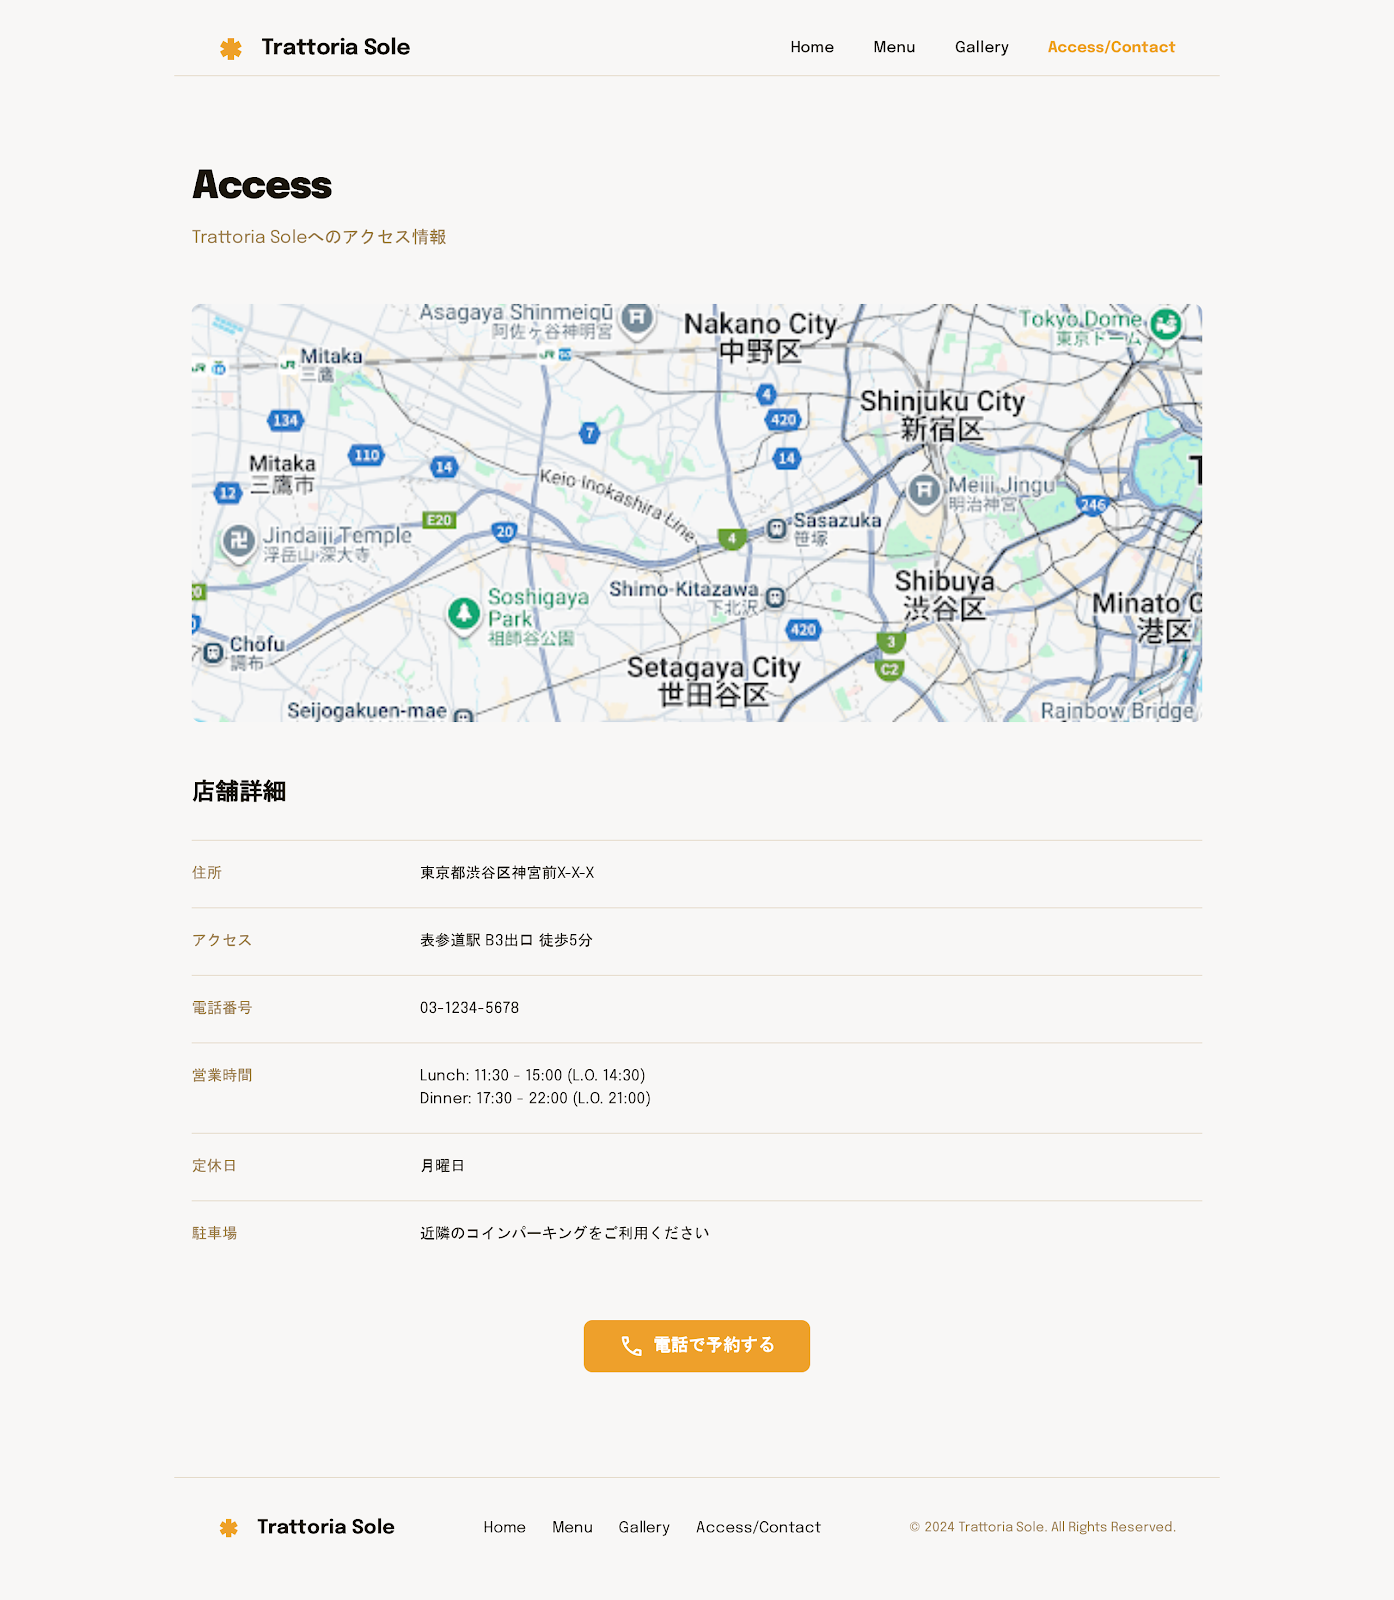 Trattoria Sole
Home Menu Gallery Access/Contact
Access
Trattoria Soleへのアクセス情報
Asagaya Shinmeigū
阿佐ヶ谷神明宮
Nakano City
中野区
Tokyo Dome
東京ドーム
JR
Mitaka
三鷹
JR
JR
Shinjuku City
新宿区
4
134
420
7
110
14
14
Mitaka
三鷹市
12
Keio Inokashira Line
Meiji Jingu
明治神宮
246
E20
20
Sasazuka
笹塚
4
Jindaiji Temple
浮岳山 深大寺
Shibuya
渋谷区
Shimo-Kitazawa
下北沢
Soshigaya
Park
祖師谷公園
Minato C
港区
420
3
C2
Chōfu
調布
Setagaya City
世田谷区
Seijogakuen-mae
Rainbow Bridge
店舗詳細
住所 東京都渋谷区神宮前X-X-X
アクセス 表参道駅 B3出口 徒歩5分
電話番号 03-1234-5678
営業時間 Lunch: 11:30 - 15:00 (L.O. 14:30)
Dinner: 17:30 - 22:00 (L.O. 21:00)
定休日 月曜日
駐車場 近隣のコインパーキングをご利用ください
電話で予約する
Trattoria Sole
Home Menu Gallery Access/Contact
© 2024 Trattoria Sole. All Rights Reserved.